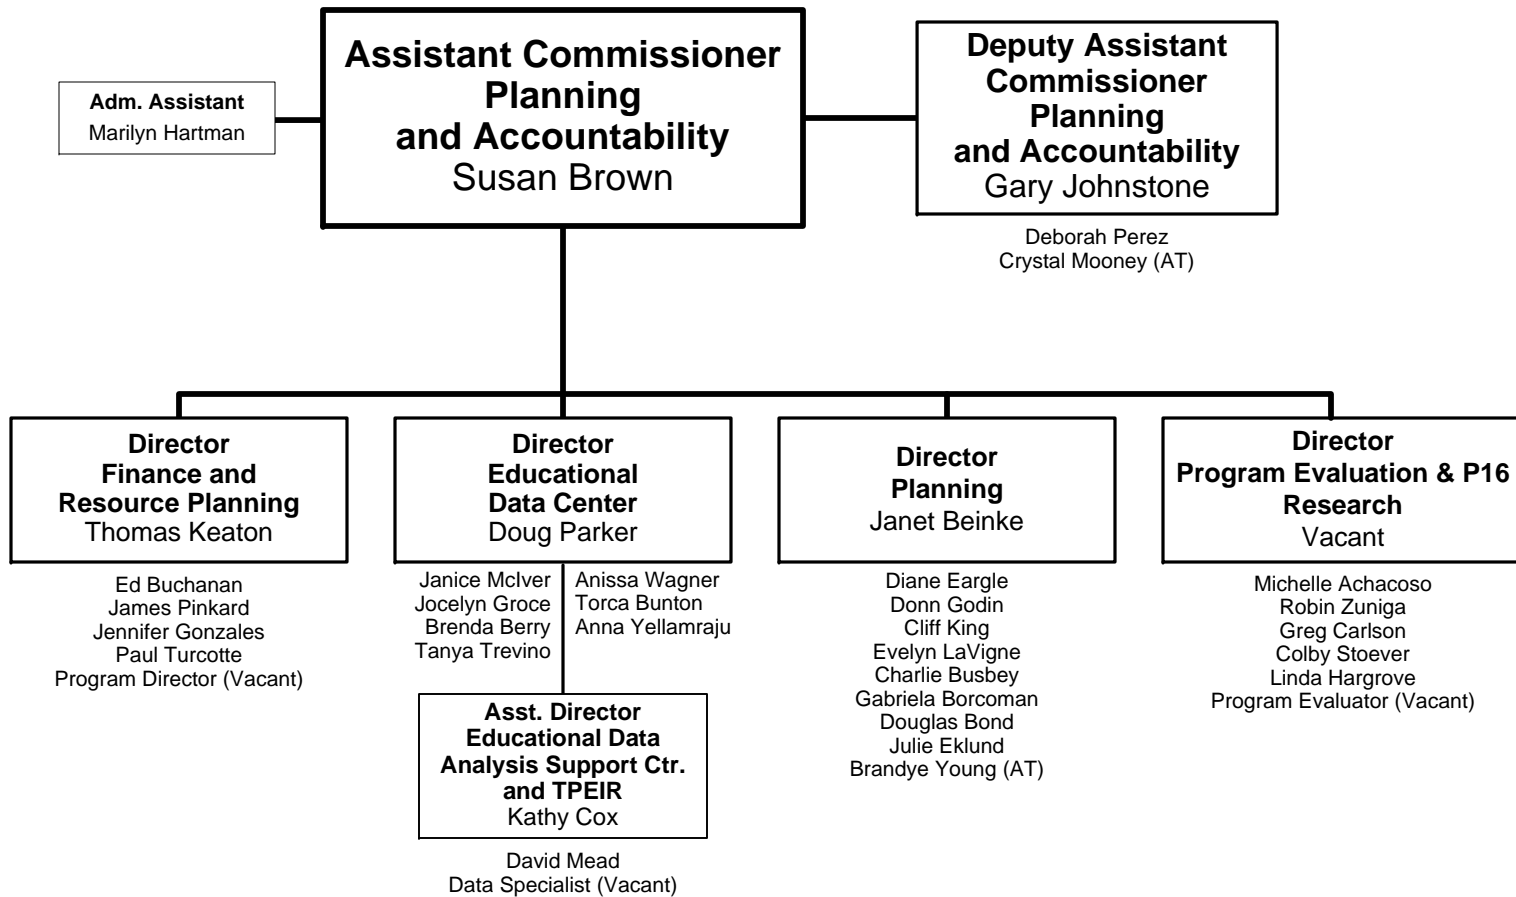 Assistant Commissioner
Planning
and Accountability
Susan Brown
Adm. Assistant
Marilyn Hartman
Deputy Assistant
Commissioner
Planning
and Accountability
Gary Johnstone
Deborah Perez
Crystal Mooney (AT)
Director
Finance and
Resource Planning
Thomas Keaton
Ed Buchanan
James Pinkard
Jennifer Gonzales
Paul Turcotte
Program Director (Vacant)
Director
Educational
Data Center
Doug Parker
Janice McIver
Jocelyn Groce
Brenda Berry
Tanya Trevino
Anissa Wagner
Torca Bunton
Anna Yellamraju
Asst. Director
Educational Data
Analysis Support Ctr.
and TPEIR
Kathy Cox
David Mead
Data Specialist (Vacant)
Director
Planning
Janet Beinke
Diane Eargle
Donn Godin
Cliff King
Evelyn LaVigne
Charlie Busbey
Gabriela Borcoman
Douglas Bond
Julie Eklund
Brandye Young (AT)
Director
Program Evaluation & P16
Research
Vacant
Michelle Achacoso
Robin Zuniga
Greg Carlson
Colby Stoever
Linda Hargrove
Program Evaluator (Vacant)